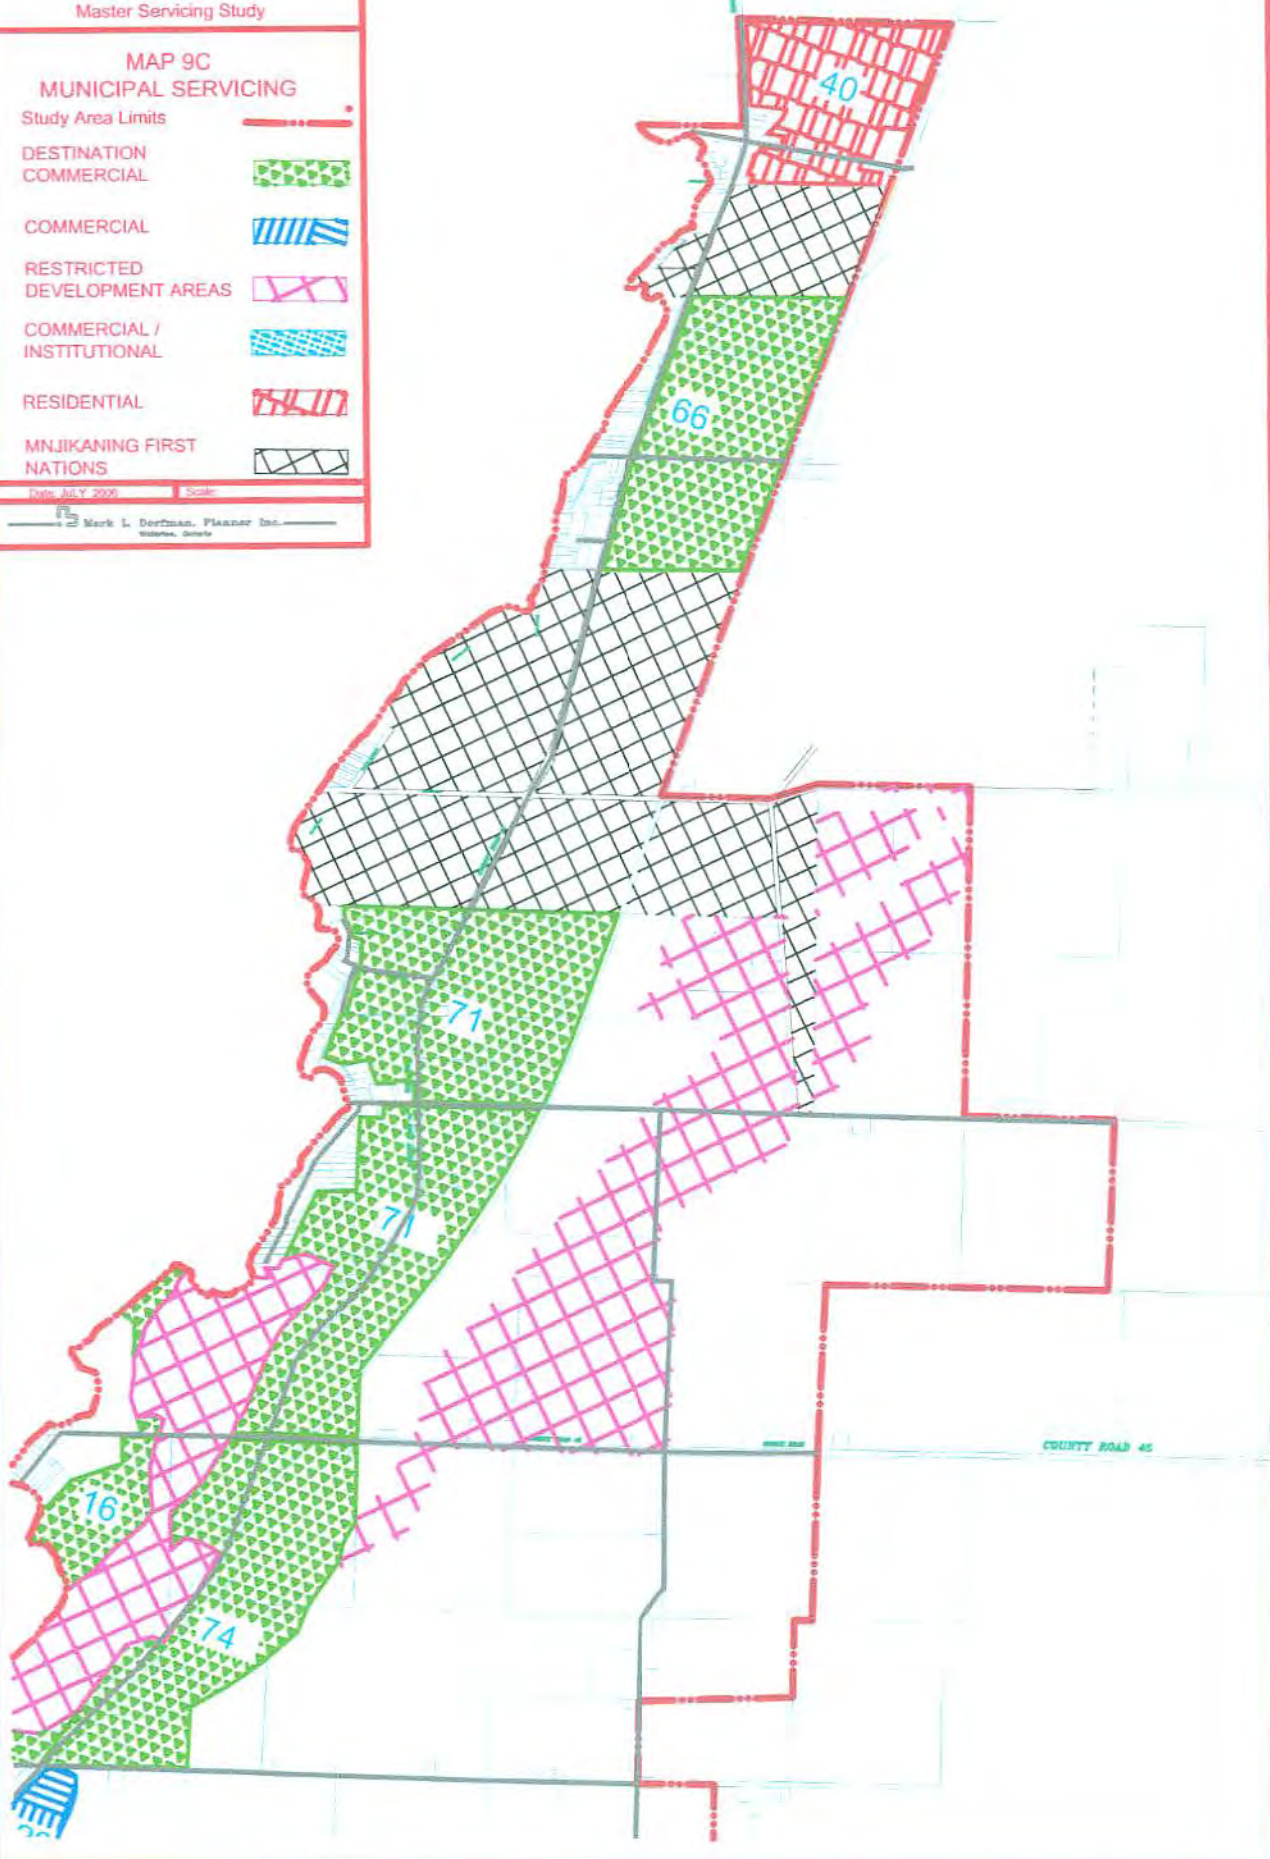 Master Servicing Study
MAP 9C
MUNICIPAL SERVICING
Study Area Limits
DESTINATION
COMMERCIAL
COMMERCIAL
RESTRICTED
DEVELOPMENT AREAS
COMMERCIAL /
INSTITUTIONAL
RESIDENTIAL
MNJIKANING FIRST
NATIONS
Date: JULY 2006
Scale:
Mark L. Dorfman, Planner Inc.
Waterloo, Ontario
40
66
71
71
COUNTY ROAD 45
16
74